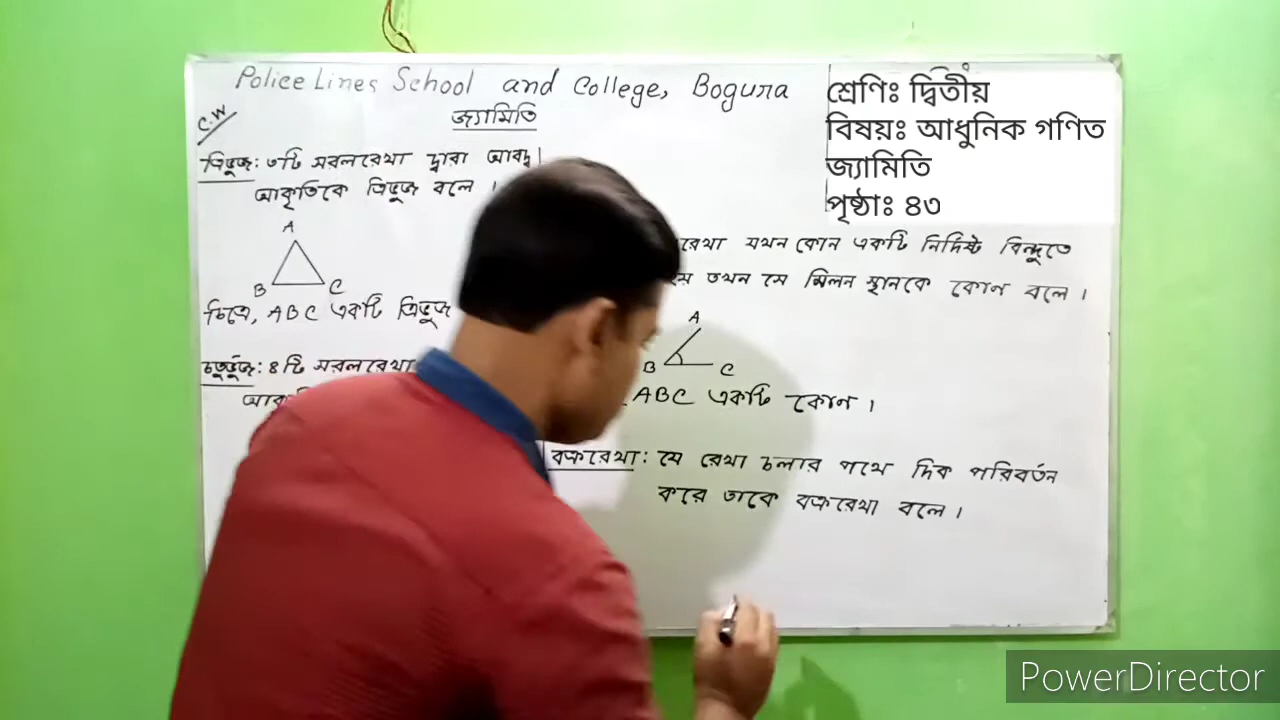 Police Lines School and College, Bogura
C.W
জ্যামিতি
ত্রিভুজ: ৩টি সরলরেখা দ্বারা আবদ্ধ
আকৃতিকে ত্রিভুজ বলে ।
A
B C
চিত্রে, ABC একটি ত্রিভুজ
চতুর্ভুজ: ৪টি সরলরেখা
শ্রেণিঃ দ্বিতীয়
বিষয়ঃ আধুনিক গণিত
জ্যামিতি
পৃষ্ঠাঃ ৪৩
রেখা যখন কোন একটি নির্দিষ্ট বিন্দুতে
তখন সে মিলন স্থানকে কোণ বলে ।
A
B C
ABC একটি কোণ ।
বক্ররেখা: যে রেখা চলার পথে দিক পরিবর্তন
করে তাকে বক্ররেখা বলে ।
PowerDirector